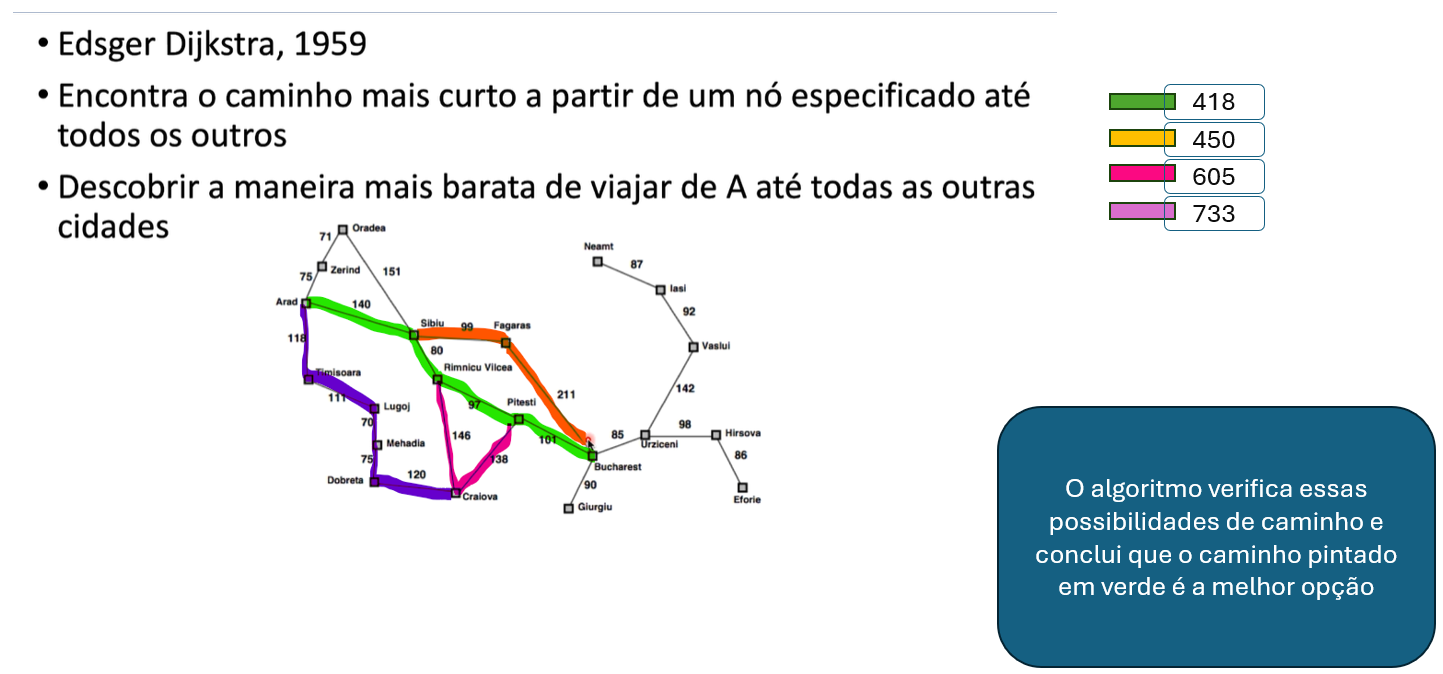 • Edsger Dijkstra, 1959
• Encontra o caminho mais curto a partir de um nó especificado até
todos os outros
• Descobrir a maneira mais barata de viajar de A até todas as outras
cidades
418
450
605
733
Oradea
71
Neamt
Zerind
151
87
75
Iasi
Arad
140
92
Sibiu
99
Fagaras
118
80
Vaslui
Timisoara
Rimnicu Vilcea
142
111
211
Lugoj
97
Pitesti
70
98
146
101
85
Hirsova
Mehadia
Urziceni
75
138
86
Bucharest
120
Dobreta
90
Craiova
Eforie
Giurgiu
O algoritmo verifica essas
possibilidades de caminho e
conclui que o caminho pintado
em verde é a melhor opção